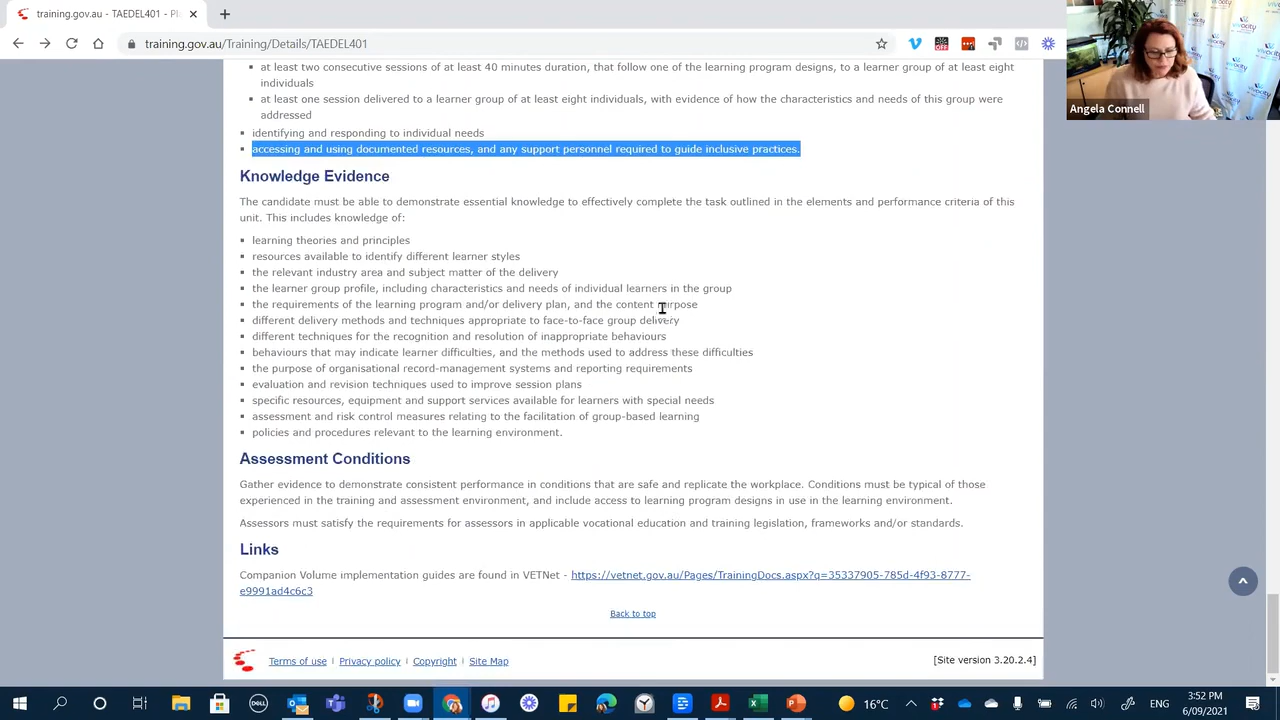 training.gov.au - TAEDEL401 - Pl
training.gov.au/Training/Details/TAEDEL401
OFF
vivacity
Angela Connell
at least two consecutive sessions, of at least 40 minutes duration, that follow one of the learning program designs, to a learner group of at least eight
individuals
at least one session delivered to a learner group of at least eight individuals, with evidence of how the characteristics and needs of this group were
addressed
identifying and responding to individual needs
accessing and using documented resources, and any support personnel required to guide inclusive practices.
Knowledge Evidence
The candidate must be able to demonstrate essential knowledge to effectively complete the task outlined in the elements and performance criteria of this
unit. This includes knowledge of:
learning theories and principles
resources available to identify different learner styles
the relevant industry area and subject matter of the delivery
the learner group profile, including characteristics and needs of individual learners in the group
the requirements of the learning program and/or delivery plan, and the content purpose
different delivery methods and techniques appropriate to face-to-face group delivery
different techniques for the recognition and resolution of inappropriate behaviours
behaviours that may indicate learner difficulties, and the methods used to address these difficulties
the purpose of organisational record-management systems and reporting requirements
evaluation and revision techniques used to improve session plans
specific resources, equipment and support services available for learners with special needs
assessment and risk control measures relating to the facilitation of group-based learning
policies and procedures relevant to the learning environment.
Assessment Conditions
Gather evidence to demonstrate consistent performance in conditions that are safe and replicate the workplace. Conditions must be typical of those
experienced in the training and assessment environment, and include access to learning program designs in use in the learning environment.
Assessors must satisfy the requirements for assessors in applicable vocational education and training legislation, frameworks and/or standards.
Links
Companion Volume implementation guides are found in VETNet - https://vetnet.gov.au/Pages/TrainingDocs.aspx?q=35337905-785d-4f93-8777-
e9991ad4c6c3
Back to top
Terms of use | Privacy policy | Copyright | Site Map
[Site version 3.20.2.4]
16°C
ENG
3:52 PM
6/09/2021